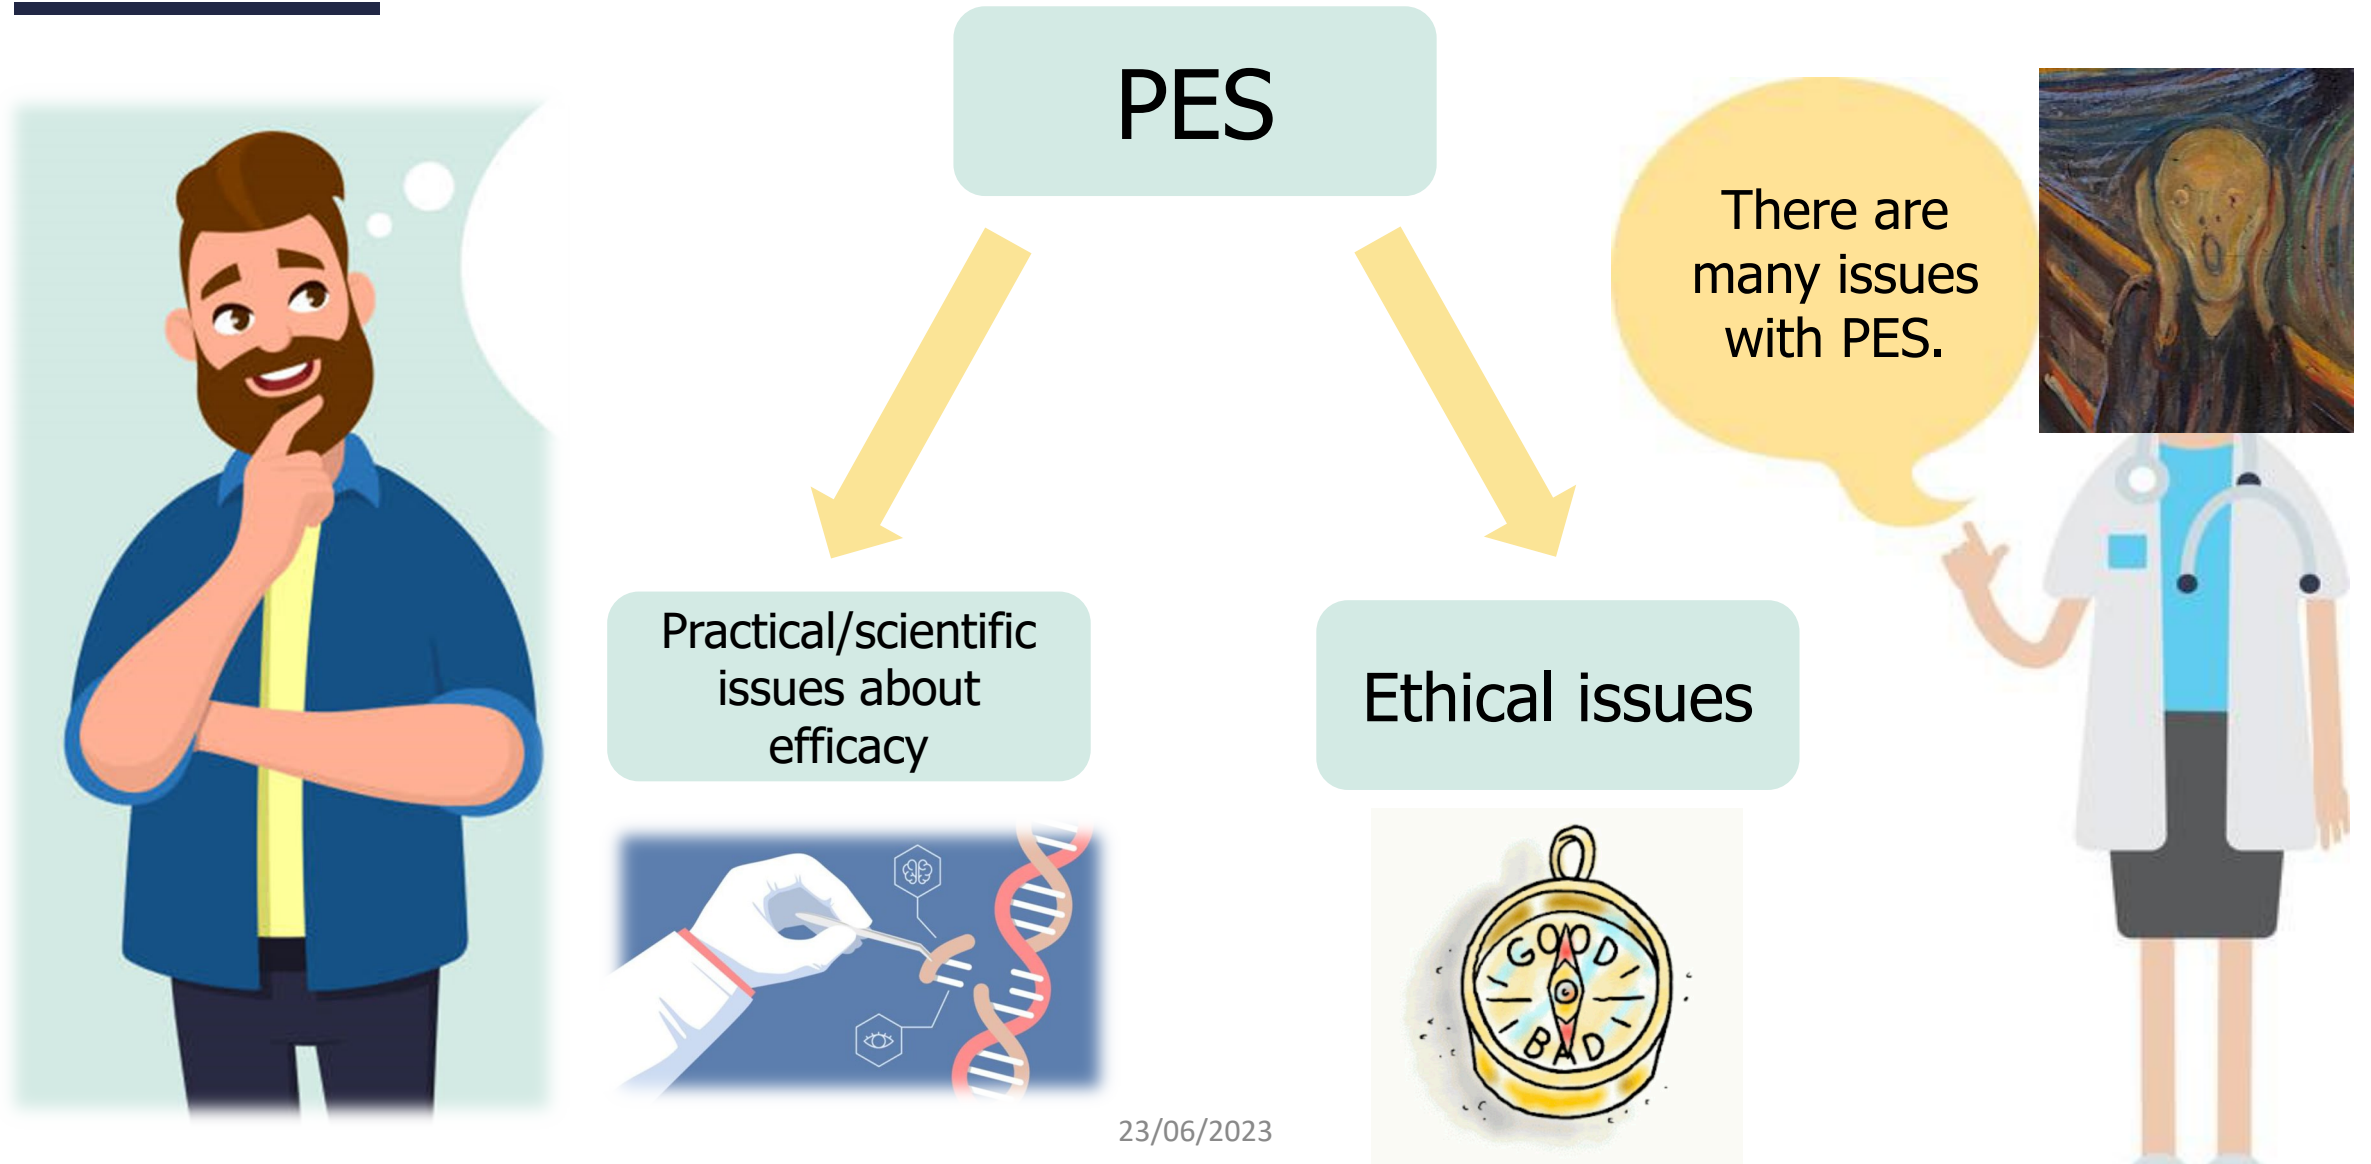 PES
There are
many issues
with PES.
Practical/scientific
issues about
efficacy
Ethical issues
GOOD
BAD
23/06/2023